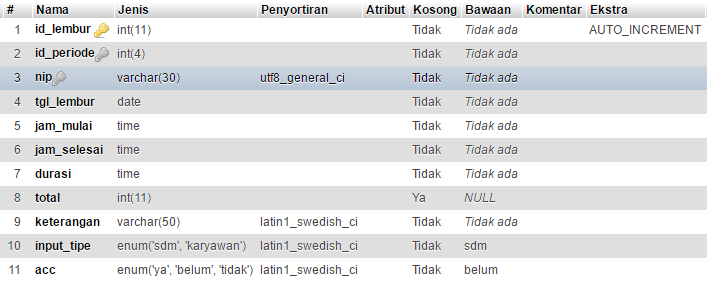 # Nama Jenis Penyortiran Atribut Kosong Bawaan Komentar Ekstra
1 id_lembur int(11) Tidak Tidak ada AUTO_INCREMENT
2 id_periode int(4) Tidak Tidak ada
3 nip varchar(30) utf8_general_ci Tidak Tidak ada
4 tgl_lembur date Tidak Tidak ada
5 jam_mulai time Tidak Tidak ada
6 jam_selesai time Tidak Tidak ada
7 durasi time Tidak Tidak ada
8 total int(11) Ya NULL
9 keterangan varchar(50) latin1_swedish_ci Tidak Tidak ada
10 input_tipe enum('sdm', 'karyawan') latin1_swedish_ci Tidak sdm
11 acc enum('ya', 'belum', 'tidak') latin1_swedish_ci Tidak belum